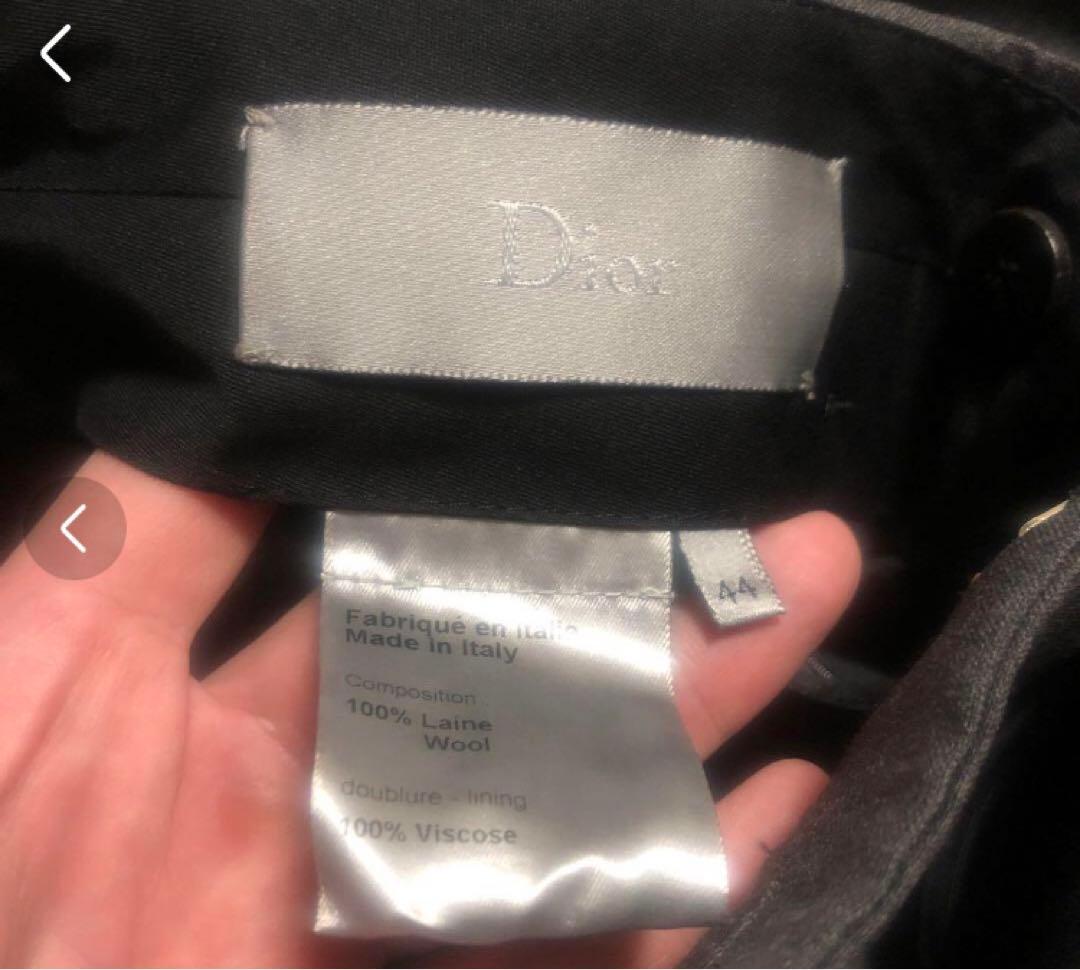 Dior
44
Fabriqué en Italie
Made in Italy
Composition
100% Laine
Wool
doublure - lining
100% Viscose